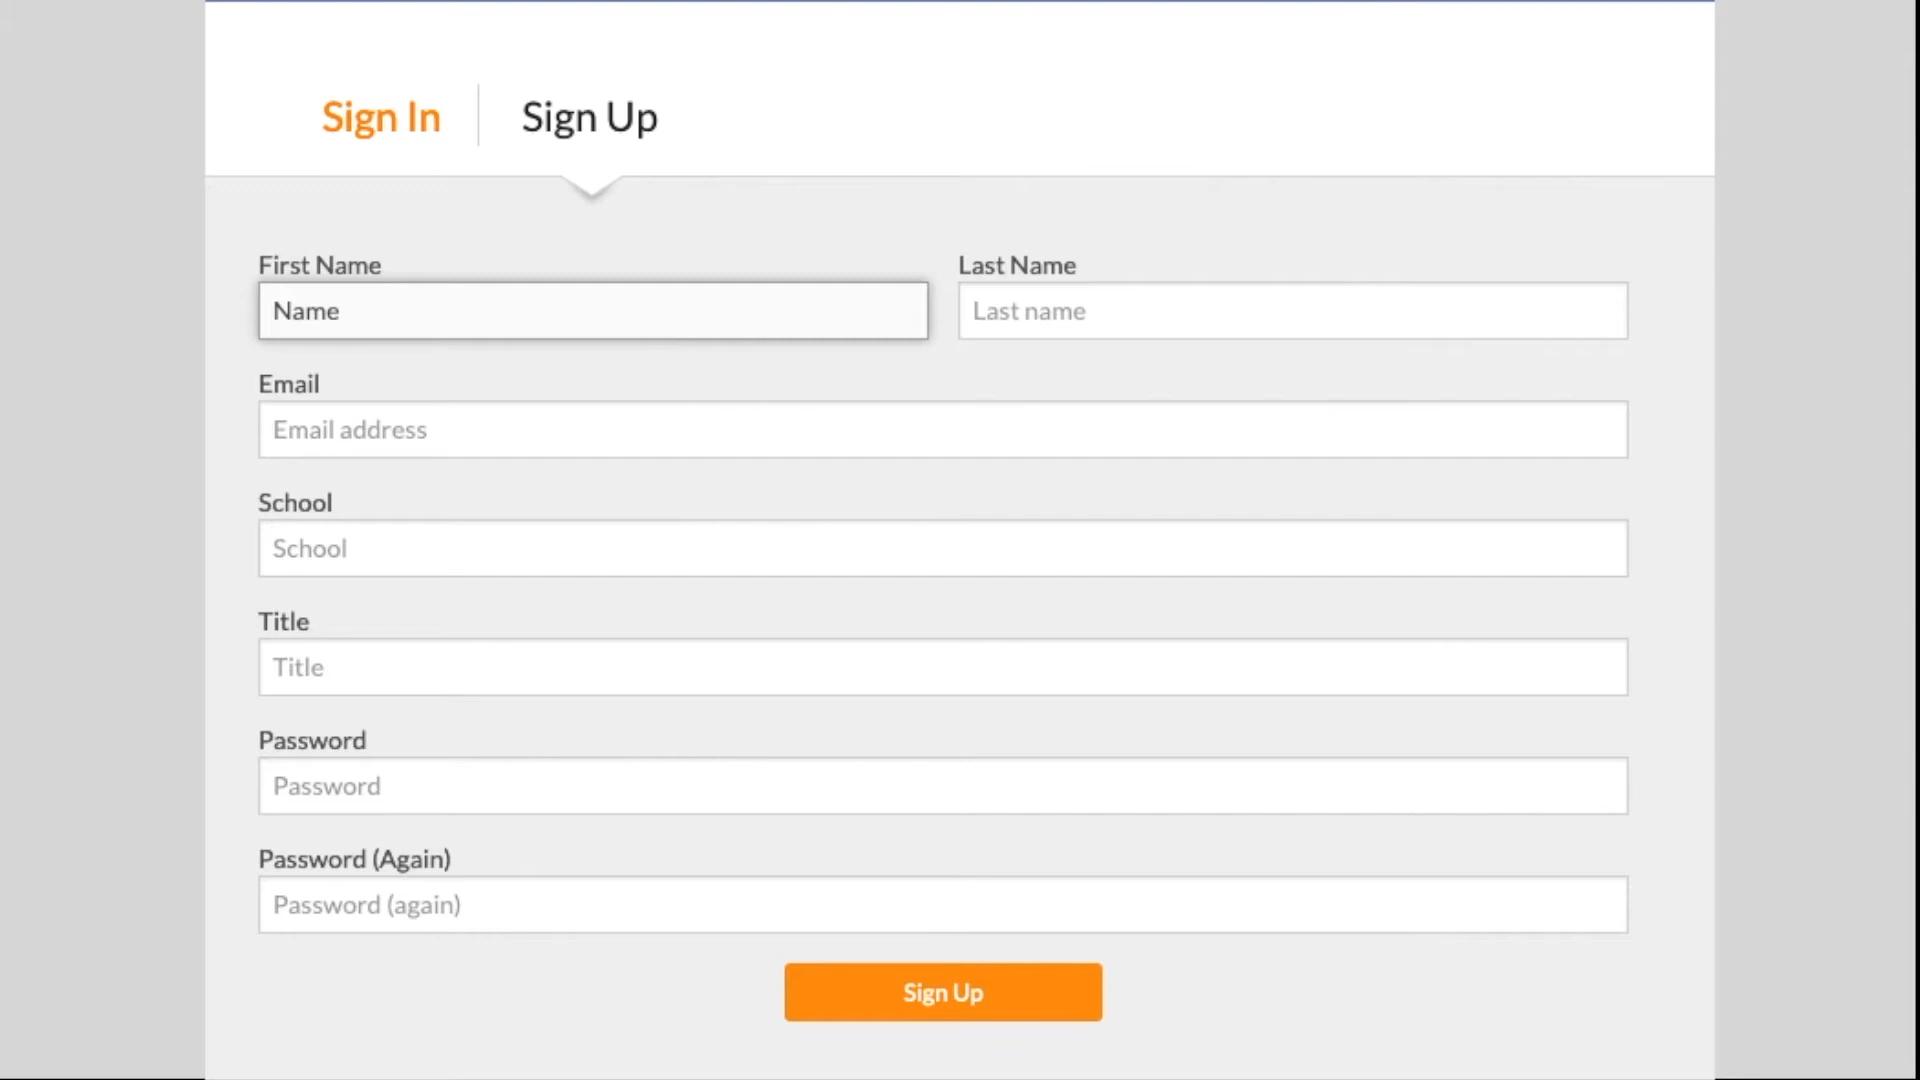 Sign In Sign Up
First Name Last Name
Name Last name
Email
Email address
School
School
Title
Title
Password
Password
Password (Again)
Password (again)
Sign Up